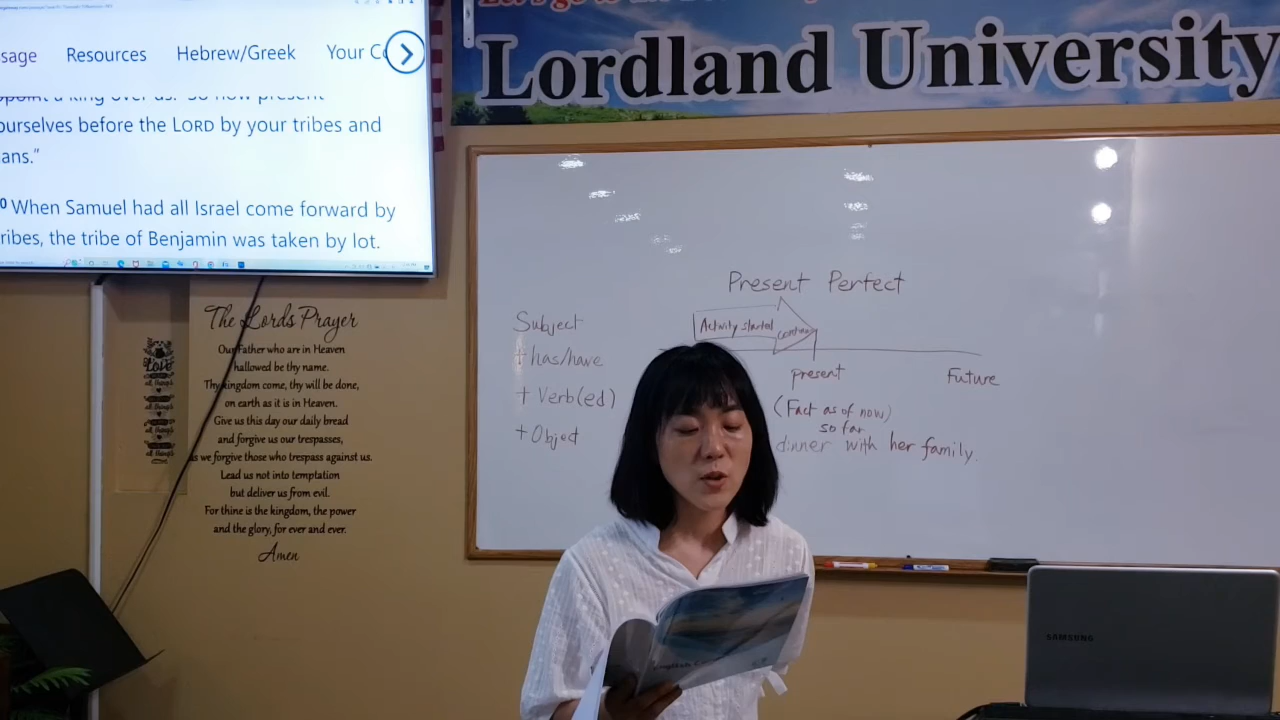 Resources Hebrew/Greek Your
ourselves before the LORD by your tribes and
ans.”
When Samuel had all Israel come forward by
ribes, the tribe of Benjamin was taken by lot.
Lordland University
Present Perfect
Activity started
Subject
+ has/have
+ Verb(ed)
+ Object
present
Future
(Fact as of now)
so far
dinner with her family.
The Lords Prayer
Our Father who are in Heaven
hallowed be thy name.
Thy kingdom come, thy will be done,
on earth as it is in Heaven.
Give us this day our daily bread
and forgive us our trespasses,
as we forgive those who trespass against us.
Lead us not into temptation
but deliver us from evil.
For thine is the kingdom, the power
and the glory, for ever and ever.
Amen
Love
SAMSUNG
English